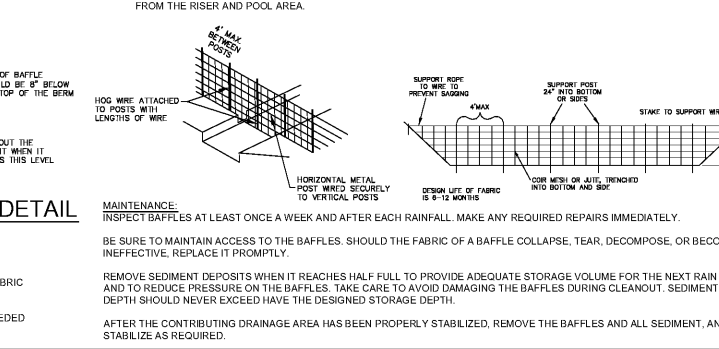 FROM THE RISER AND POOL AREA.
4' MAX.
BETWEEN
POSTS
OF BAFFLE
LD BE 8" BELOW
TOP OF THE BERM
HOG WIRE ATTACHED
TO POSTS WITH
LENGTHS OF WIRE
OUT THE
T WHEN IT
S THIS LEVEL
HORIZONTAL METAL
POST WIRED SECURELY
TO VERTICAL POSTS
SUPPORT ROPE
TO WIRE TO
PREVENT SAGGING
4'MAX
SUPPORT POST
24" INTO BOTTOM
OR SIDES
STAKE TO SUPPORT WIR
DESIGN LIFE OF FABRIC
IS 6-12 MONTHS
COIR MESH OR JUTE, TRENCHED
INTO BOTTOM AND SIDE
DETAIL
BRIC
EDED
MAINTENANCE:
INSPECT BAFFLES AT LEAST ONCE A WEEK AND AFTER EACH RAINFALL. MAKE ANY REQUIRED REPAIRS IMMEDIATELY.
BE SURE TO MAINTAIN ACCESS TO THE BAFFLES. SHOULD THE FABRIC OF A BAFFLE COLLAPSE, TEAR, DECOMPOSE, OR BECO
INEFFECTIVE, REPLACE IT PROMPTLY.
REMOVE SEDIMENT DEPOSITS WHEN IT REACHES HALF FULL TO PROVIDE ADEQUATE STORAGE VOLUME FOR THE NEXT RAIN
AND TO REDUCE PRESSURE ON THE BAFFLES. TAKE CARE TO AVOID DAMAGING THE BAFFLES DURING CLEANOUT. SEDIMENT
DEPTH SHOULD NEVER EXCEED HAVE THE DESIGNED STORAGE DEPTH.
AFTER THE CONTRIBUTING DRAINAGE AREA HAS BEEN PROPERLY STABILIZED, REMOVE THE BAFFLES AND ALL SEDIMENT, AN
STABILIZE AS REQUIRED.